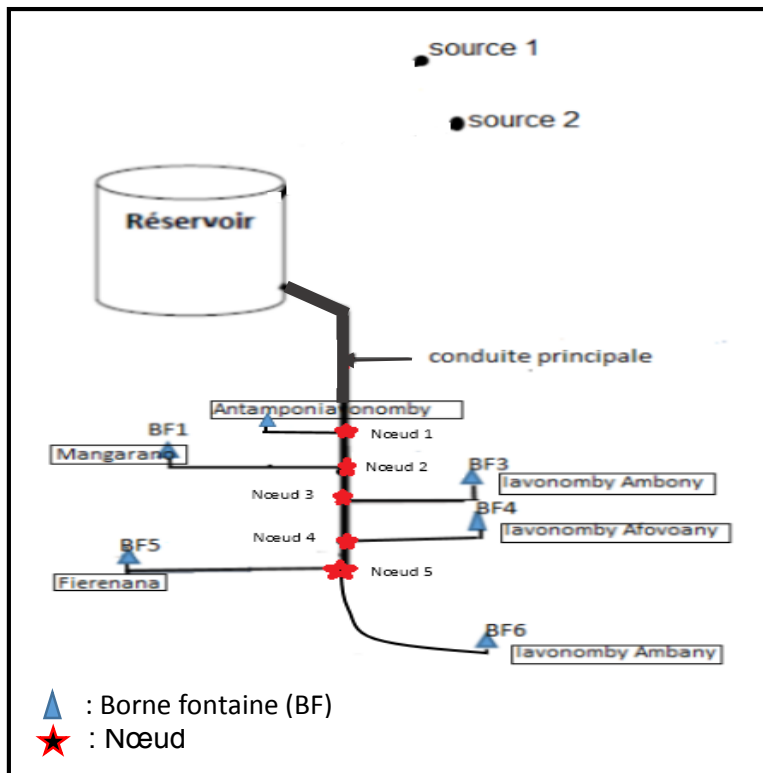 source 1
source 2
Réservoir
conduite principale
Antamponiavonomby
Nœud 1
BF1
Mangarano
Nœud 2
BF3
Iavonomby Ambony
Nœud 3
BF4
Iavonomby Afovoany
Nœud 4
BF5
Fierenana
Nœud 5
BF6
Iavonomby Ambany
: Borne fontaine (BF)
: Nœud